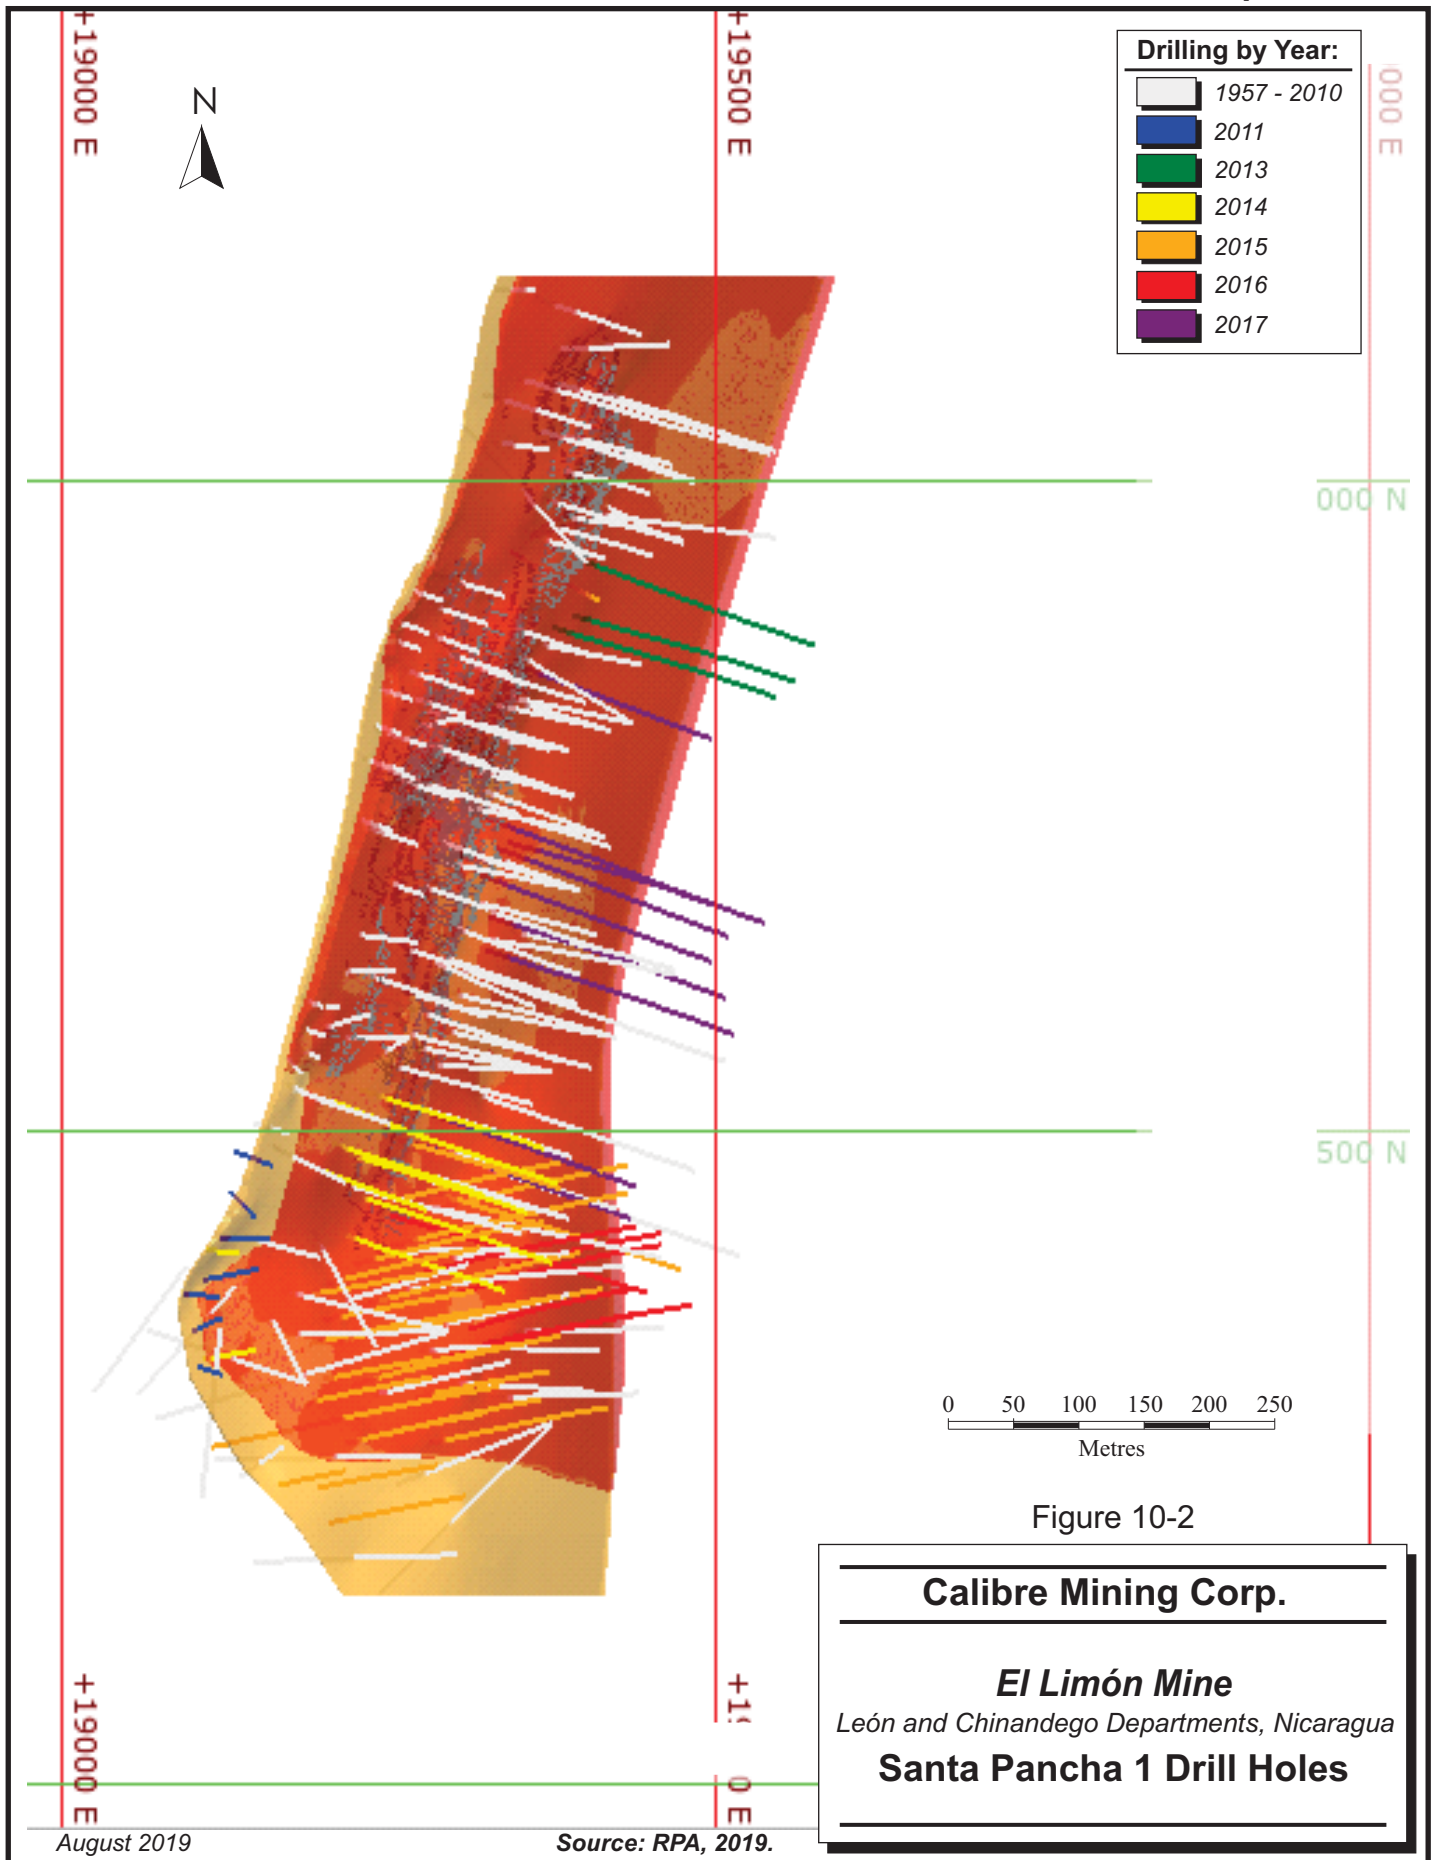 +19000 E
+19500 E
000 E
N
Drilling by Year:
1957 - 2010
2011
2013
2014
2015
2016
2017
000 N
500 N
0 50 100 150 200 250
Metres
Figure 10-2
Calibre Mining Corp.
El Limón Mine
León and Chinandego Departments, Nicaragua
Santa Pancha 1 Drill Holes
+19000 E
0 E
August 2019
Source: RPA, 2019.